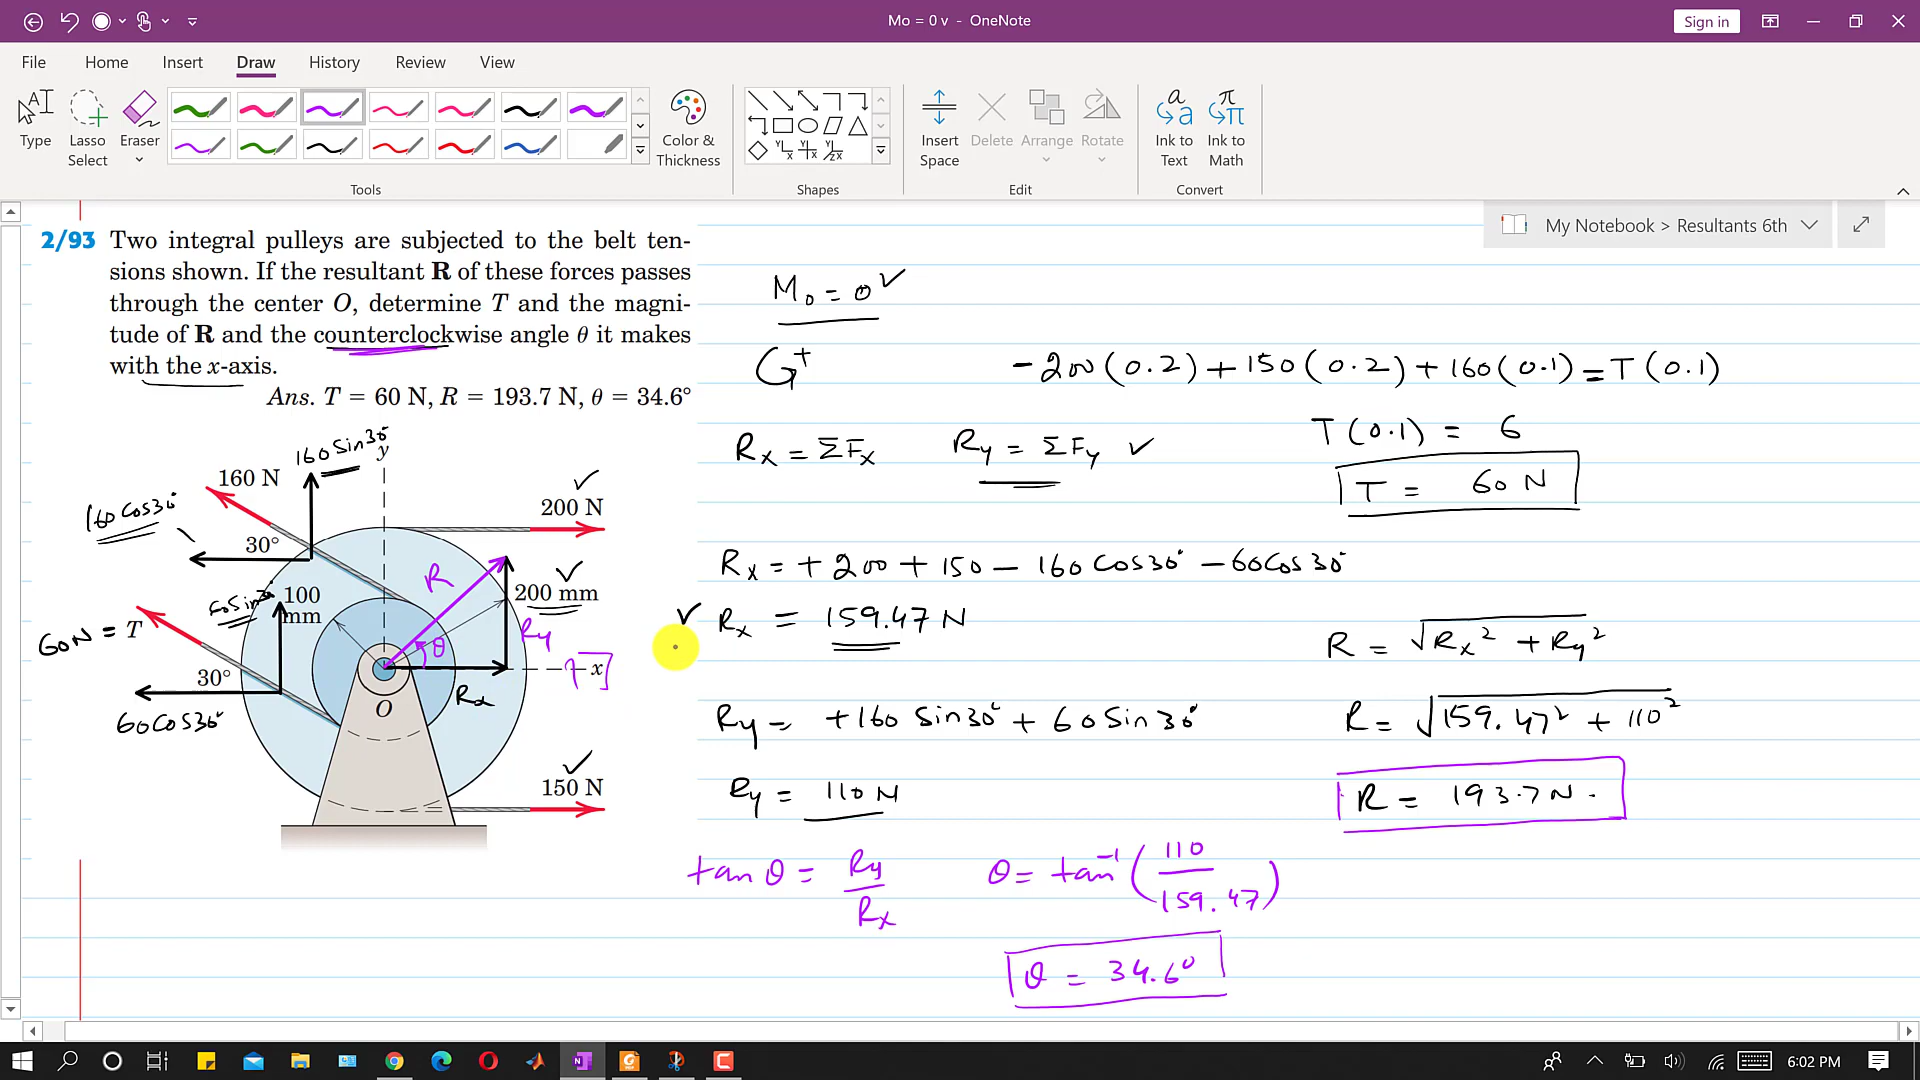 Mo = 0 v - OneNote
Sign in
File Home Insert Draw History Review View
Type
Lasso Select
Eraser
Color & Thickness
Insert Space
Delete
Arrange
Rotate
Ink to Text
Ink to Math
Tools
Shapes
Edit
Convert
My Notebook > Resultants 6th
2/93 Two integral pulleys are subjected to the belt ten-
sions shown. If the resultant R of these forces passes
through the center O, determine T and the magni-
tude of R and the counterclockwise angle θ it makes
with the x-axis.
Ans. T = 60 N, R = 193.7 N, θ = 34.6°
160 Sin30°
y
160 N
160 Cos30°
30°
200 N
100 mm
200 mm
R
Ry
θ
60N = T
30°
x
Rx
O
60Cos30°
150 N
M₀ = 0 ✓
G+
-200(0.2) + 150(0.2) + 160(0.1) = T(0.1)
T(0.1) = 6
T = 60 N
Rx = ΣFx Ry = ΣFy ✓
Rx = +200 + 150 - 160Cos30° - 60Cos30°
✓ Rx = 159.47 N
Ry = +160 Sin30° + 60Sin30°
Ry = 110 N
R = √Rx² + Ry²
R = √159.47² + 110²
R = 193.7 N.
tan θ = Ry/Rx
θ = tan⁻¹(110/159.47)
θ = 34.6°
6:02 PM